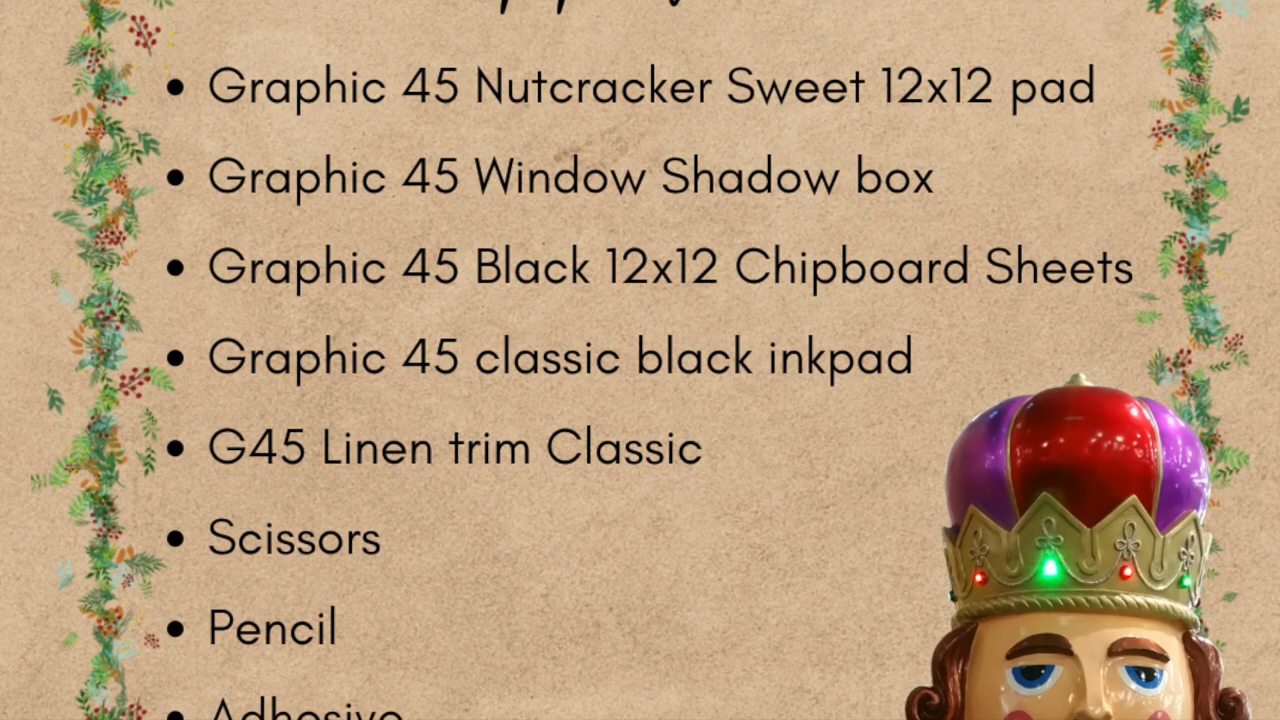 • Graphic 45 Nutcracker Sweet 12x12 pad
• Graphic 45 Window Shadow box
• Graphic 45 Black 12x12 Chipboard Sheets
• Graphic 45 classic black inkpad
• G45 Linen trim Classic
• Scissors
• Pencil
• Adhesive